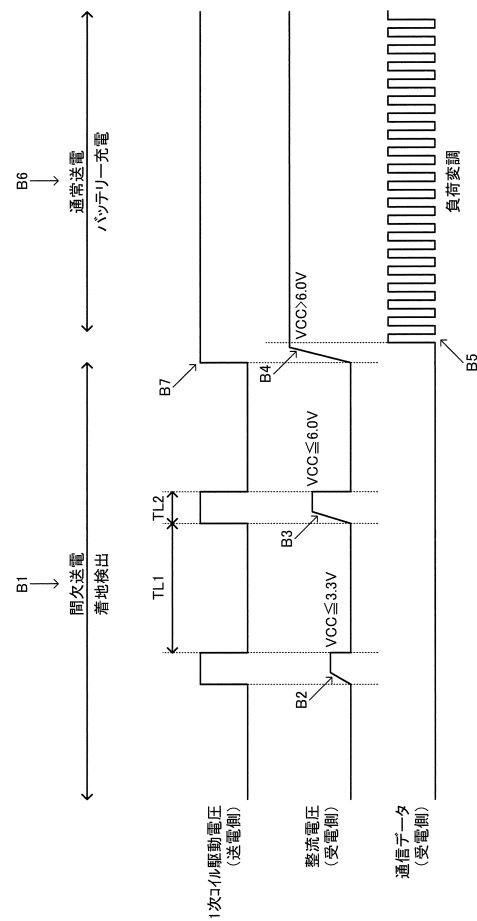 B1
間欠送電
着地検出
B6
通常送電
バッテリー充電
1次コイル駆動電圧
(送電側)
TL1
TL2
B7
整流電圧
(受電側)
B2
VCC≦3.3V
B3
VCC≦6.0V
B4
VCC>6.0V
通信データ
(受電側)
B5
負荷変調